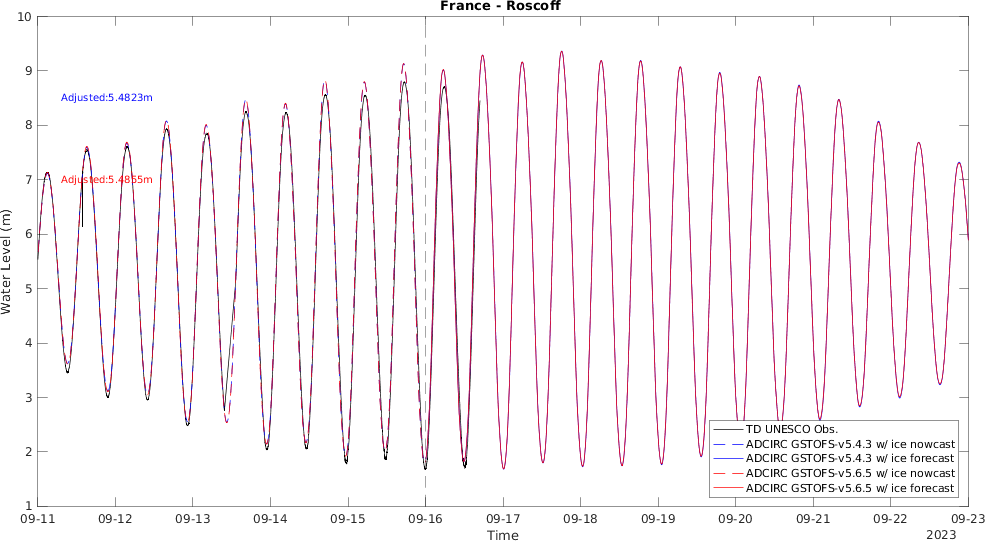 France - Roscoff
10
9
8
7
6
5
4
3
2
1
Water Level (m)
Adjusted:5.4823m
Adjusted:5.4855m
TD UNESCO Obs.
ADCIRC GSTOFS-v5.4.3 w/ ice nowcast
ADCIRC GSTOFS-v5.4.3 w/ ice forecast
ADCIRC GSTOFS-v5.6.5 w/ ice nowcast
ADCIRC GSTOFS-v5.6.5 w/ ice forecast
09-11 09-12 09-13 09-14 09-15 09-16 09-17 09-18 09-19 09-20 09-21 09-22 09-23
Time
2023